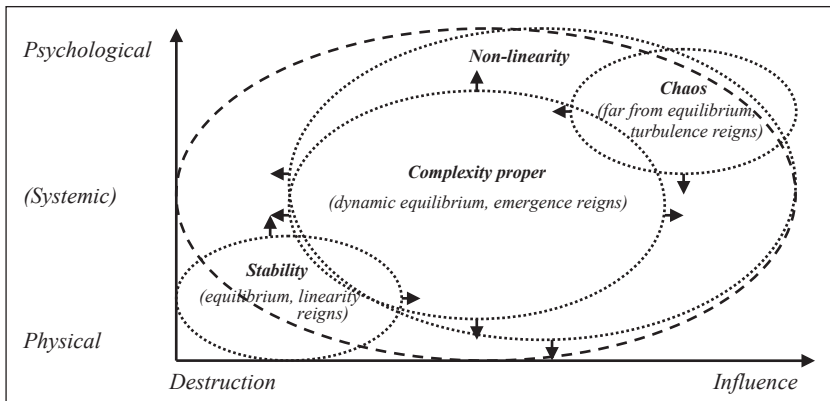 Psychological
Non-linearity
Chaos
(far from equilibrium,
turbulence reigns)
Complexity proper
(Systemic)
(dynamic equilibrium, emergence reigns)
Stability
(equilibrium, linearity
reigns)
Physical
Destruction
Influence